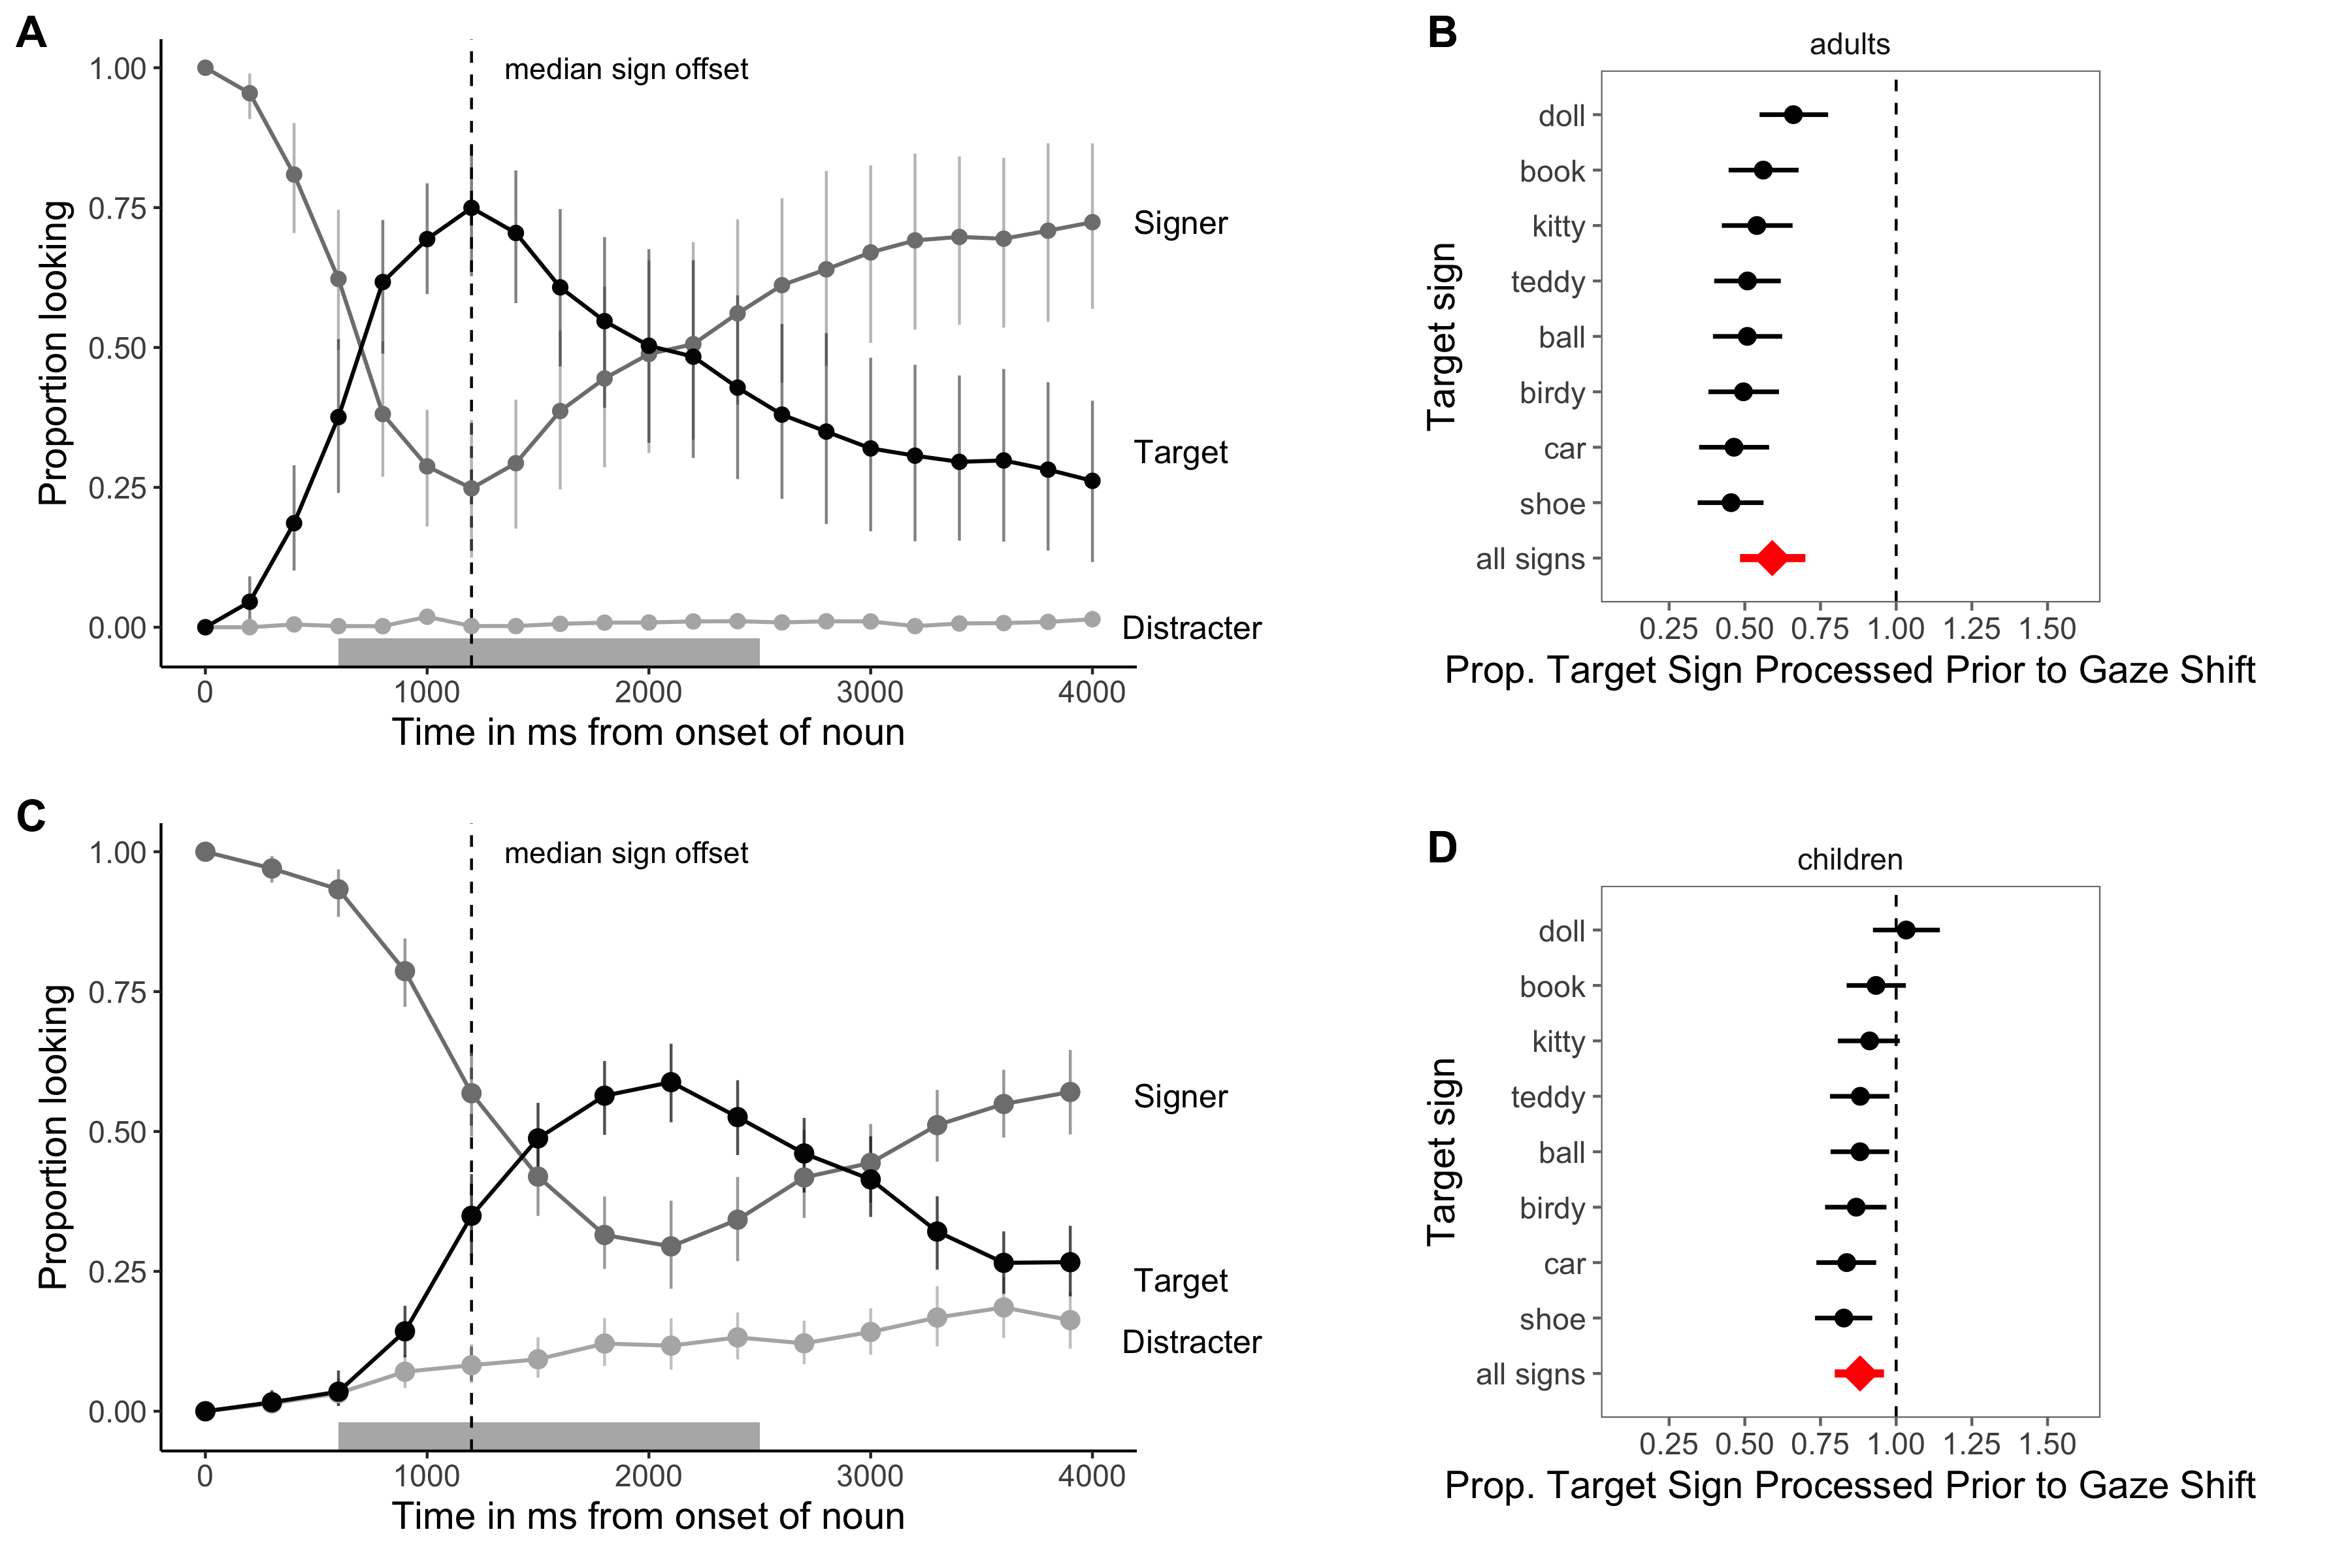 A
1.00
0.75
0.50
0.25
0.00
Proportion looking
median sign offset
Signer
Target
Distracter
0 1000 2000 3000 4000
Time in ms from onset of noun
B
adults
doll
book
kitty
teddy
ball
birdy
car
shoe
all signs
Target sign
0.25 0.50 0.75 1.00 1.25 1.50
Prop. Target Sign Processed Prior to Gaze Shift
C
1.00
0.75
0.50
0.25
0.00
Proportion looking
median sign offset
Signer
Target
Distracter
0 1000 2000 3000 4000
Time in ms from onset of noun
D
children
doll
book
kitty
teddy
ball
birdy
car
shoe
all signs
Target sign
0.25 0.50 0.75 1.00 1.25 1.50
Prop. Target Sign Processed Prior to Gaze Shift